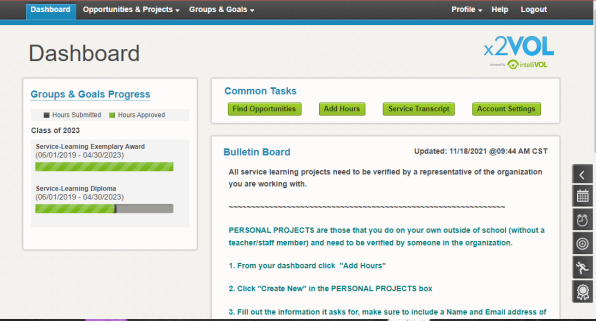 Dashboard Opportunities & Projects Groups & Goals Profile Help Logout
Dashboard
x2VOL
powered by intelliVOL
Groups & Goals Progress
Hours Submitted Hours Approved
Class of 2023
Service-Learning Exemplary Award
(06/01/2019 - 04/30/2023)
Service-Learning Diploma
(06/01/2019 - 04/30/2023)
Common Tasks
Find Opportunities Add Hours Service Transcript Account Settings
Bulletin Board Updated: 11/18/2021 @09:44 AM CST
All service learning projects need to be verified by a representative of the organization
you are working with.
~~~~~~~~~~~~~~~~~~~~~~~~~~~~~~~~~~~~~~~~~~~~~~~~~~~~~~~~~~~~~~~
PERSONAL PROJECTS are those that you do on your own outside of school (without a
teacher/staff member) and need to be verified by someone in the organization.
1. From your dashboard click "Add Hours"
2. Click "Create New" in the PERSONAL PROJECTS box
3. Fill out the information it asks for, make sure to include a Name and Email address of